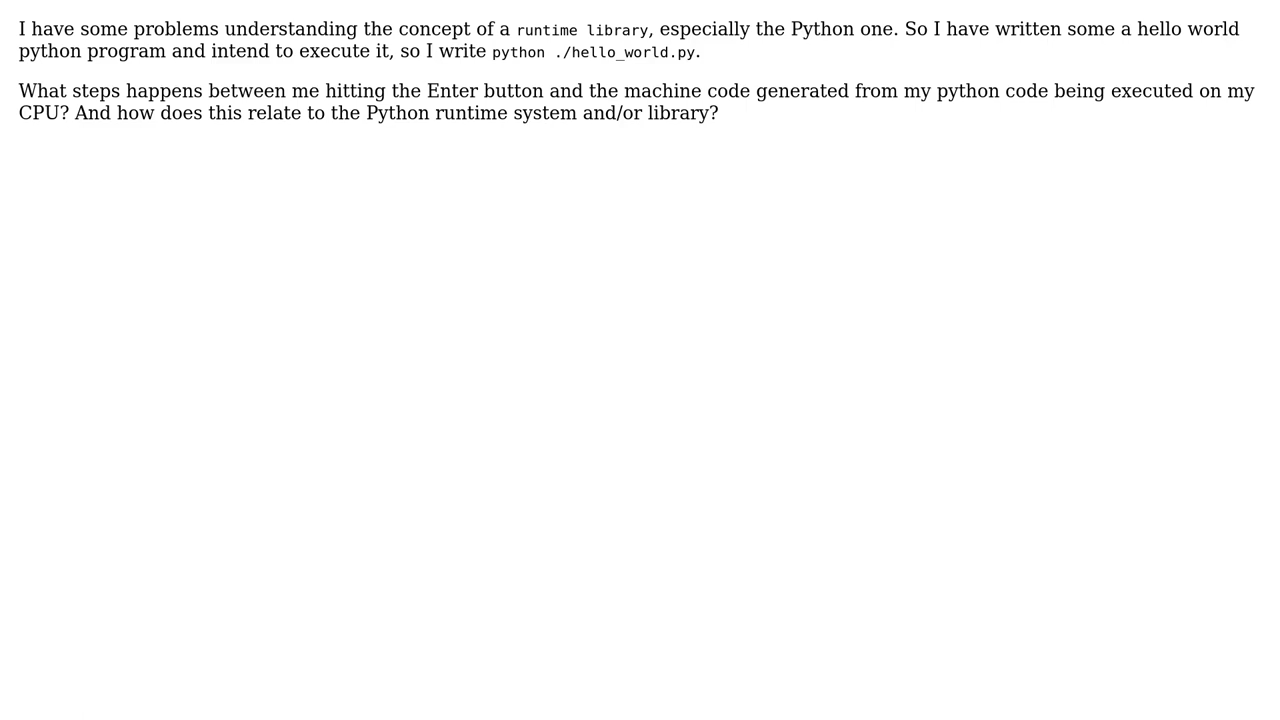 I have some problems understanding the concept of a runtime library, especially the Python one. So I have written some a hello world
python program and intend to execute it, so I write python ./hello_world.py.
What steps happens between me hitting the Enter button and the machine code generated from my python code being executed on my
CPU? And how does this relate to the Python runtime system and/or library?